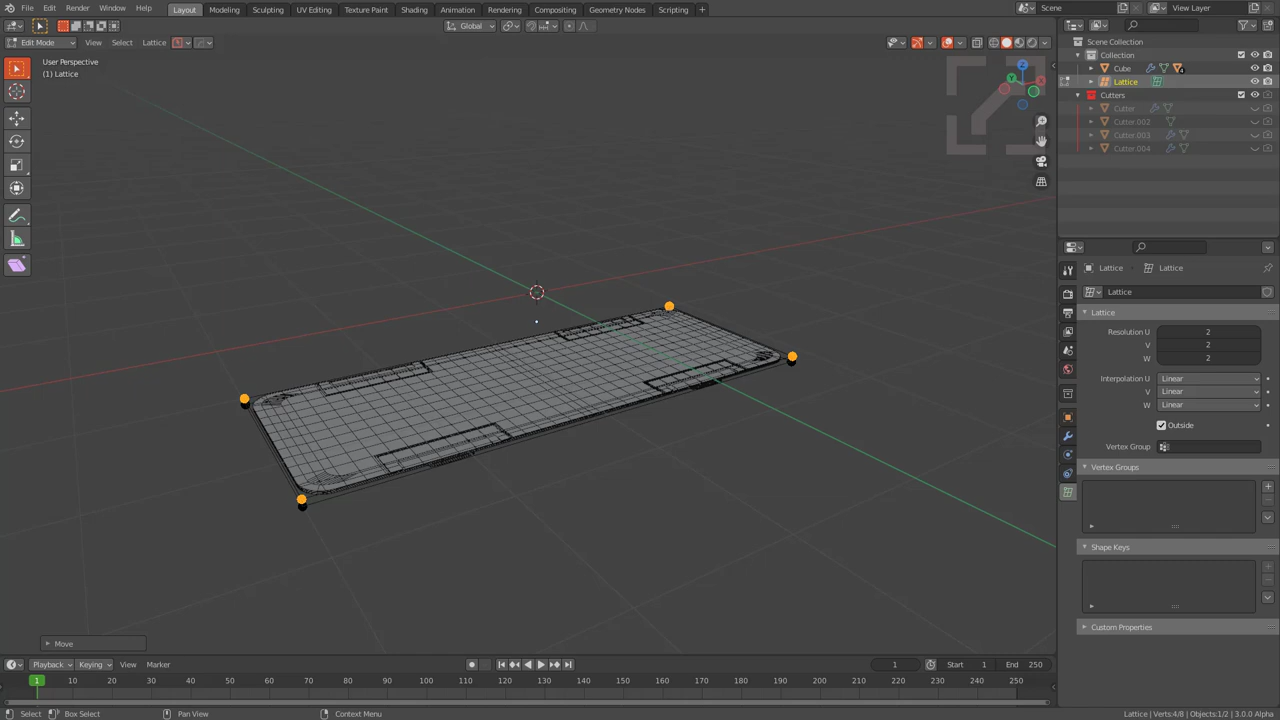 File Edit Render Window Help Layout Modeling Sculpting UV Editing Texture Paint Shading Animation Rendering Compositing Geometry Nodes Scripting + Scene View Layer
Global
Edit Mode View Select Lattice
User Perspective
(1) Lattice
Z
Y
X
Scene Collection
Collection
Cube 4
Lattice
Cutters
Cutter
Cutter.002
Cutter.003
Cutter.004
Lattice Lattice
Lattice
Lattice
Resolution U 2
V 2
W 2
Interpolation U Linear
V Linear
W Linear
Outside
Vertex Group
Vertex Groups
Shape Keys
Custom Properties
Move
Playback Keying View Marker 1 Start 1 End 250
1 10 20 30 40 50 60 70 80 90 100 110 120 130 140 150 160 170 180 190 200 210 220 230 240 250
Select Box Select Pan View Context Menu Lattice | Verts:4/8 | Objects:1/2 | 3.0.0 Alpha